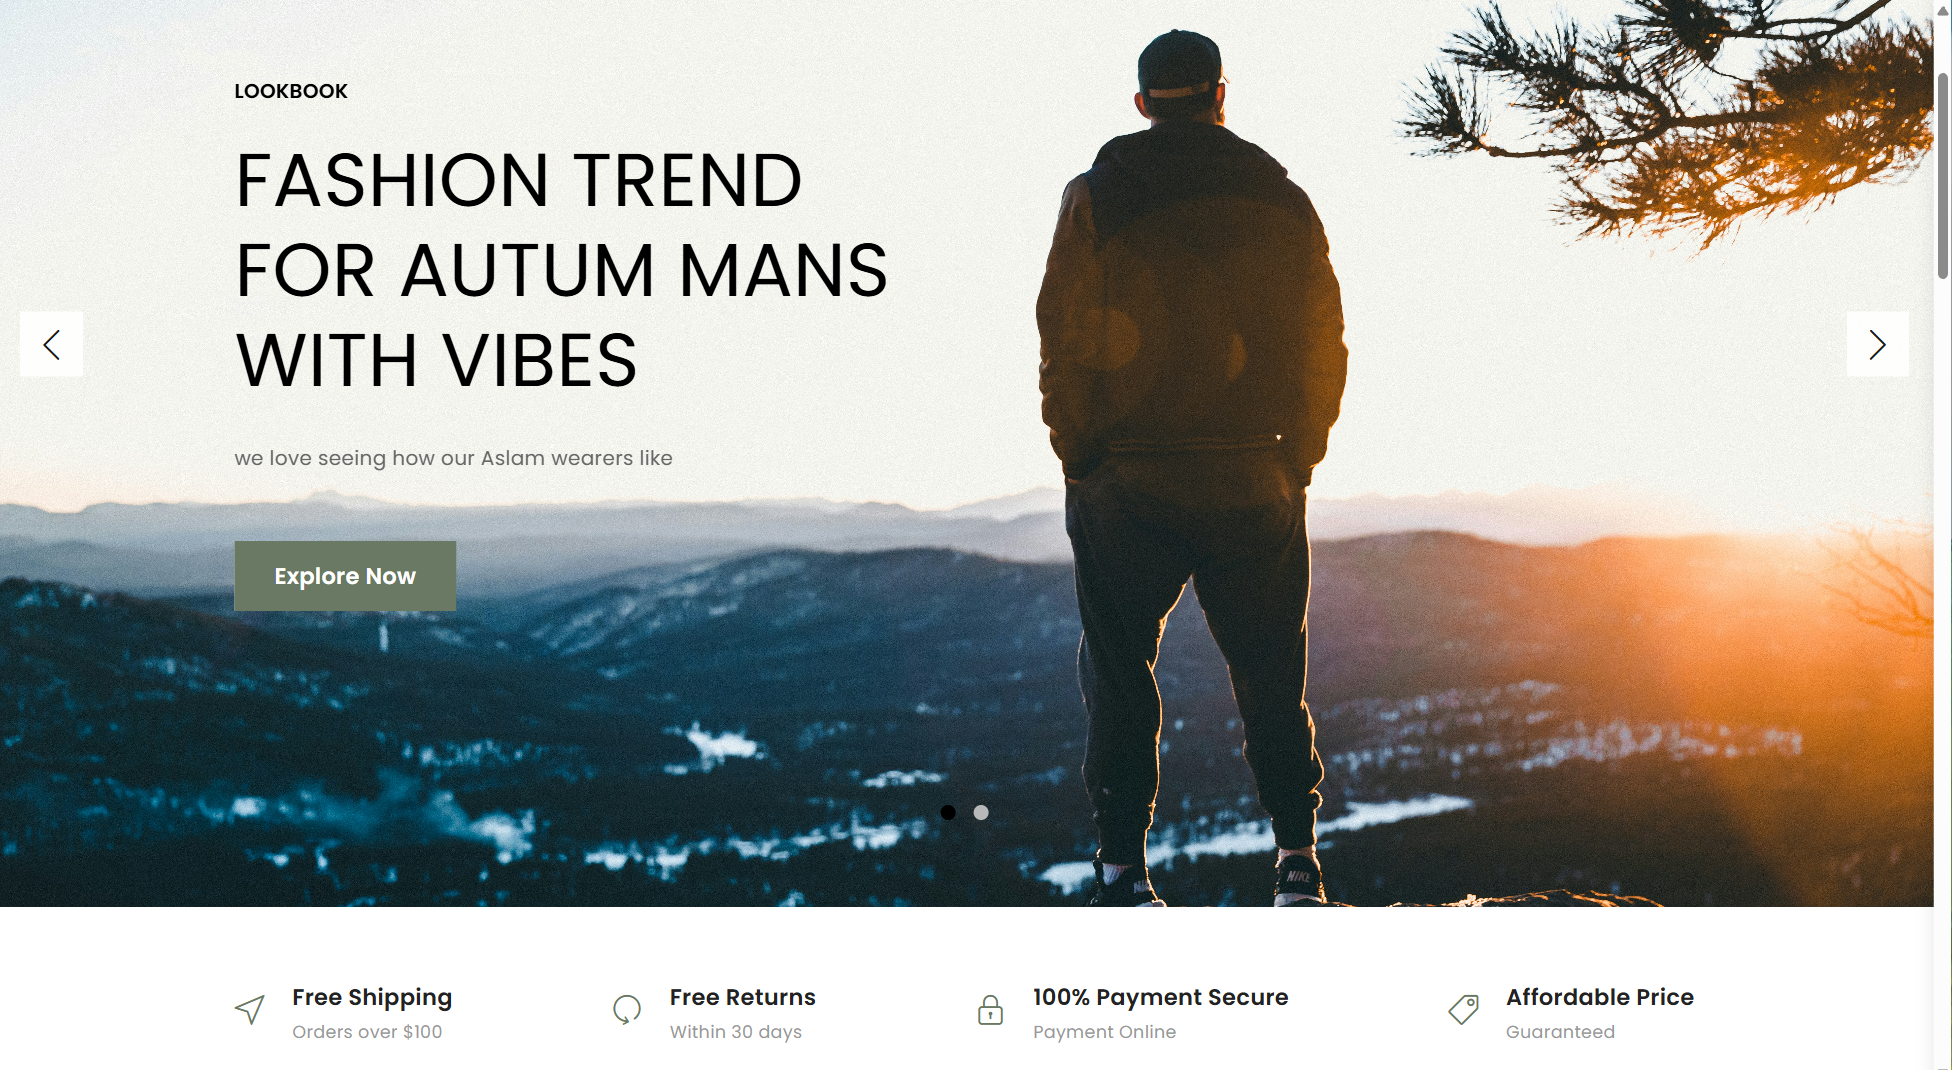 LOOKBOOK
FASHION TREND
FOR AUTUM MANS
WITH VIBES
we love seeing how our Aslam wearers like
Explore Now
NIKE
Free Shipping
Orders over $100
Free Returns
Within 30 days
100% Payment Secure
Payment Online
Affordable Price
Guaranteed